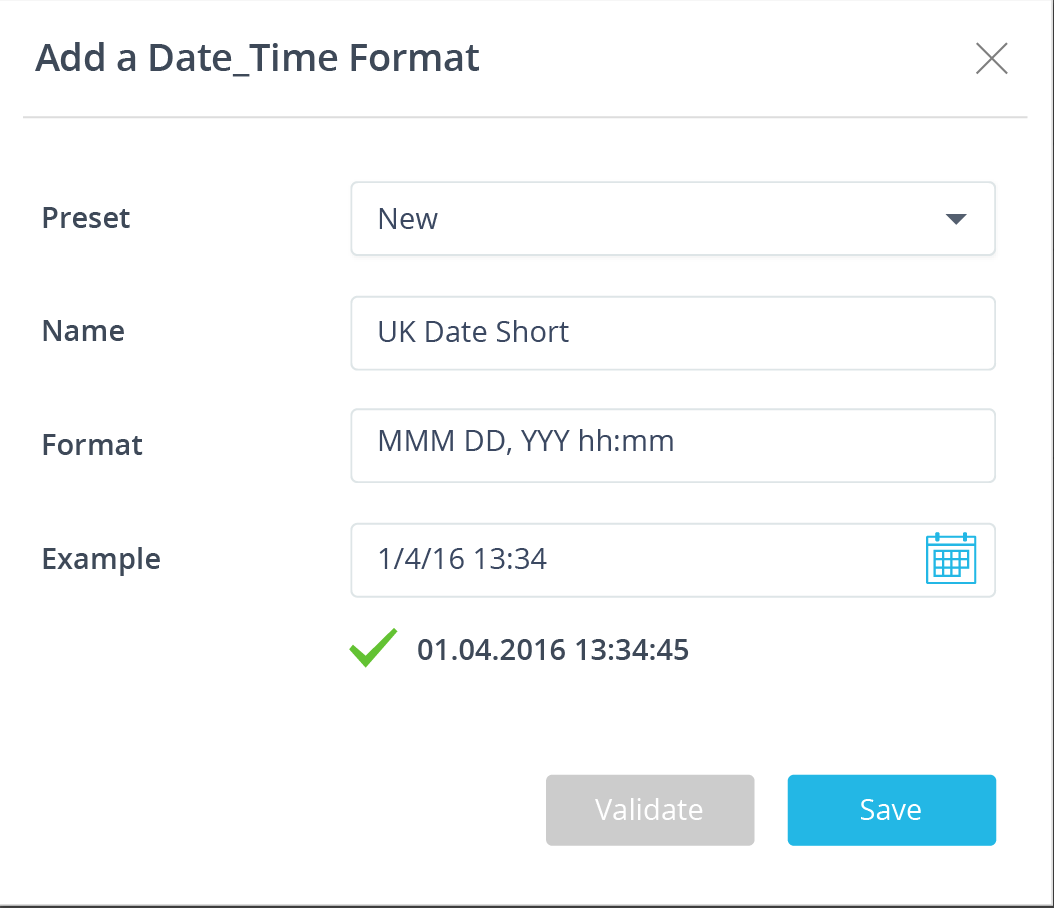 Add a Date_Time Format
Preset
New
Name
UK Date Short
Format
MMM DD, YYY hh:mm
Example
1/4/16 13:34
01.04.2016 13:34:45
Validate
Save